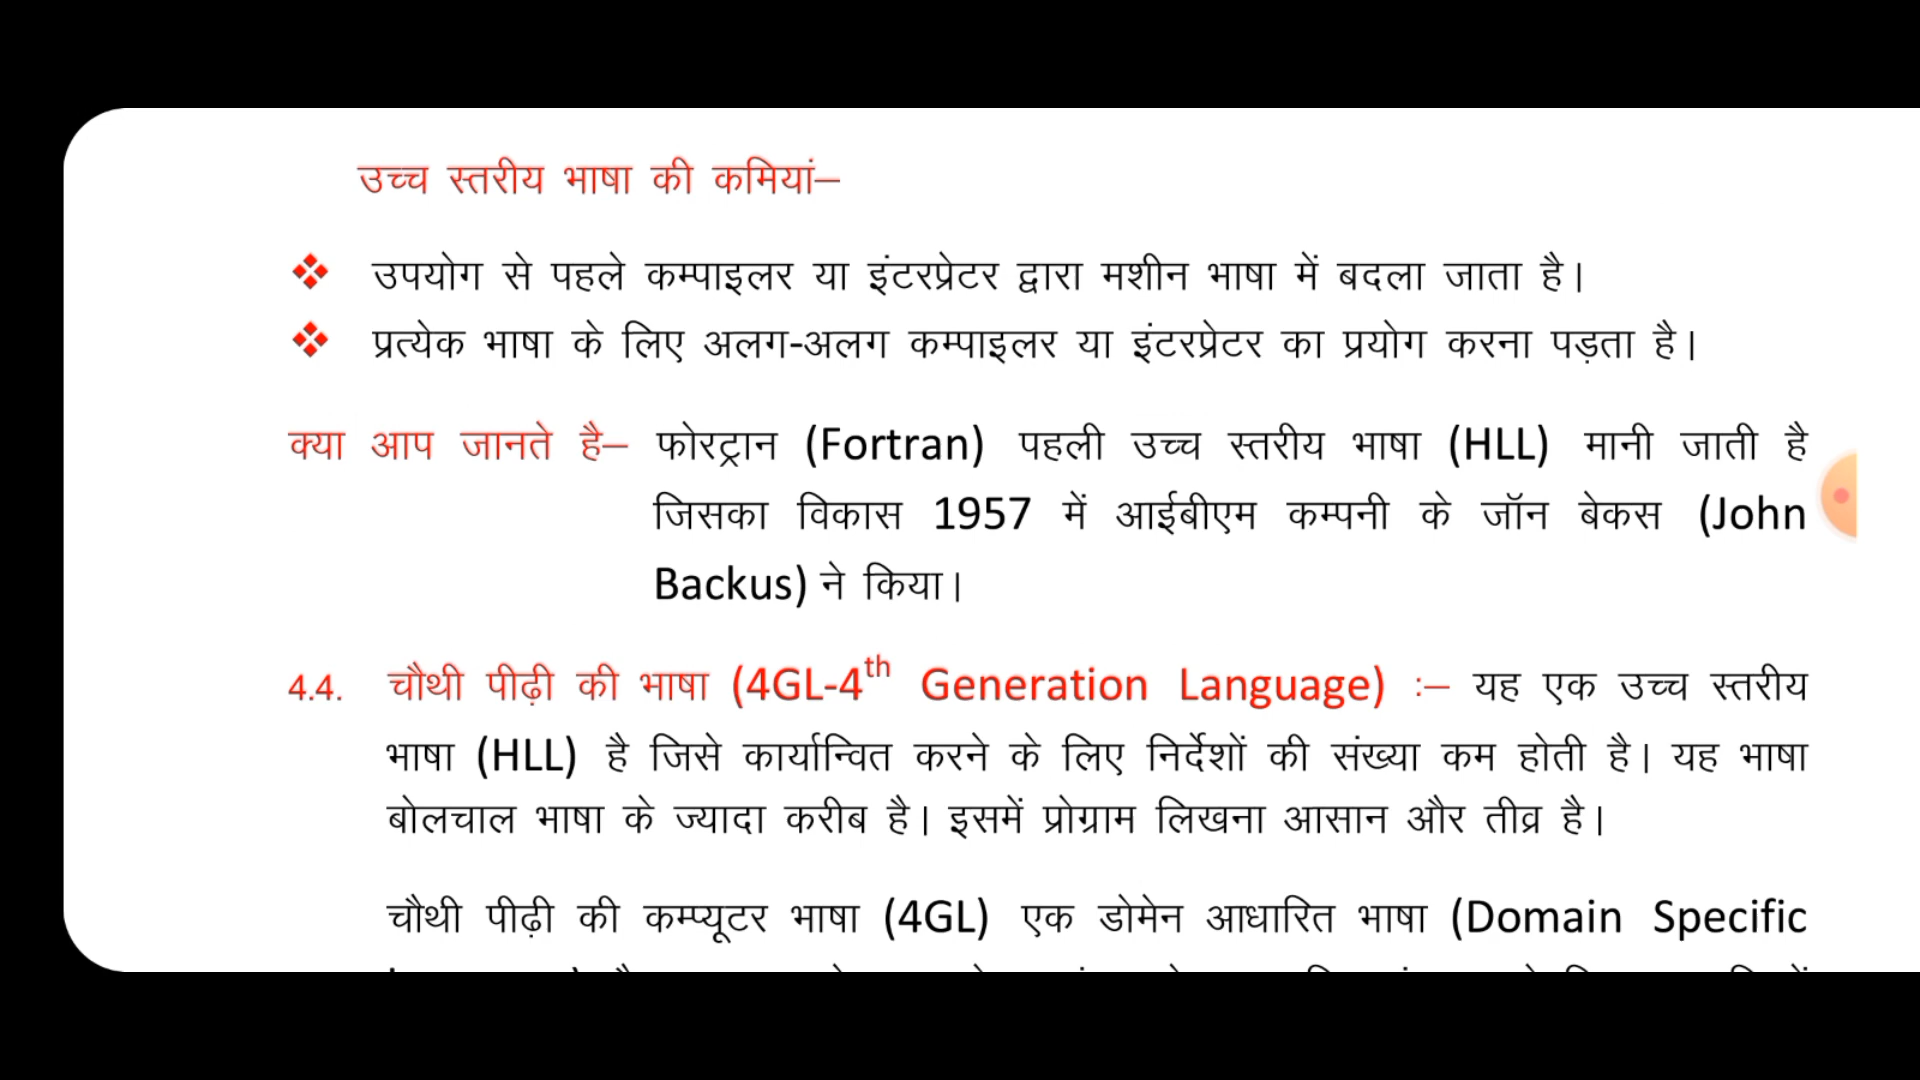 उच्च स्तरीय भाषा की कमियां–
❖ उपयोग से पहले कम्पाइलर या इंटरप्रेटर द्वारा मशीन भाषा में बदला जाता है।
❖ प्रत्येक भाषा के लिए अलग-अलग कम्पाइलर या इंटरप्रेटर का प्रयोग करना पड़ता है।
क्या आप जानते है– फोरट्रान (Fortran) पहली उच्च स्तरीय भाषा (HLL) मानी जाती है
जिसका विकास 1957 में आईबीएम कम्पनी के जॉन बेकस (John
Backus) ने किया।
4.4. चौथी पीढ़ी की भाषा (4GL-4th Generation Language) :– यह एक उच्च स्तरीय
भाषा (HLL) है जिसे कार्यान्वित करने के लिए निर्देशों की संख्या कम होती है। यह भाषा
बोलचाल भाषा के ज्यादा करीब है। इसमें प्रोग्राम लिखना आसान और तीव्र है।
चौथी पीढ़ी की कम्प्यूटर भाषा (4GL) एक डोमेन आधारित भाषा (Domain Specific